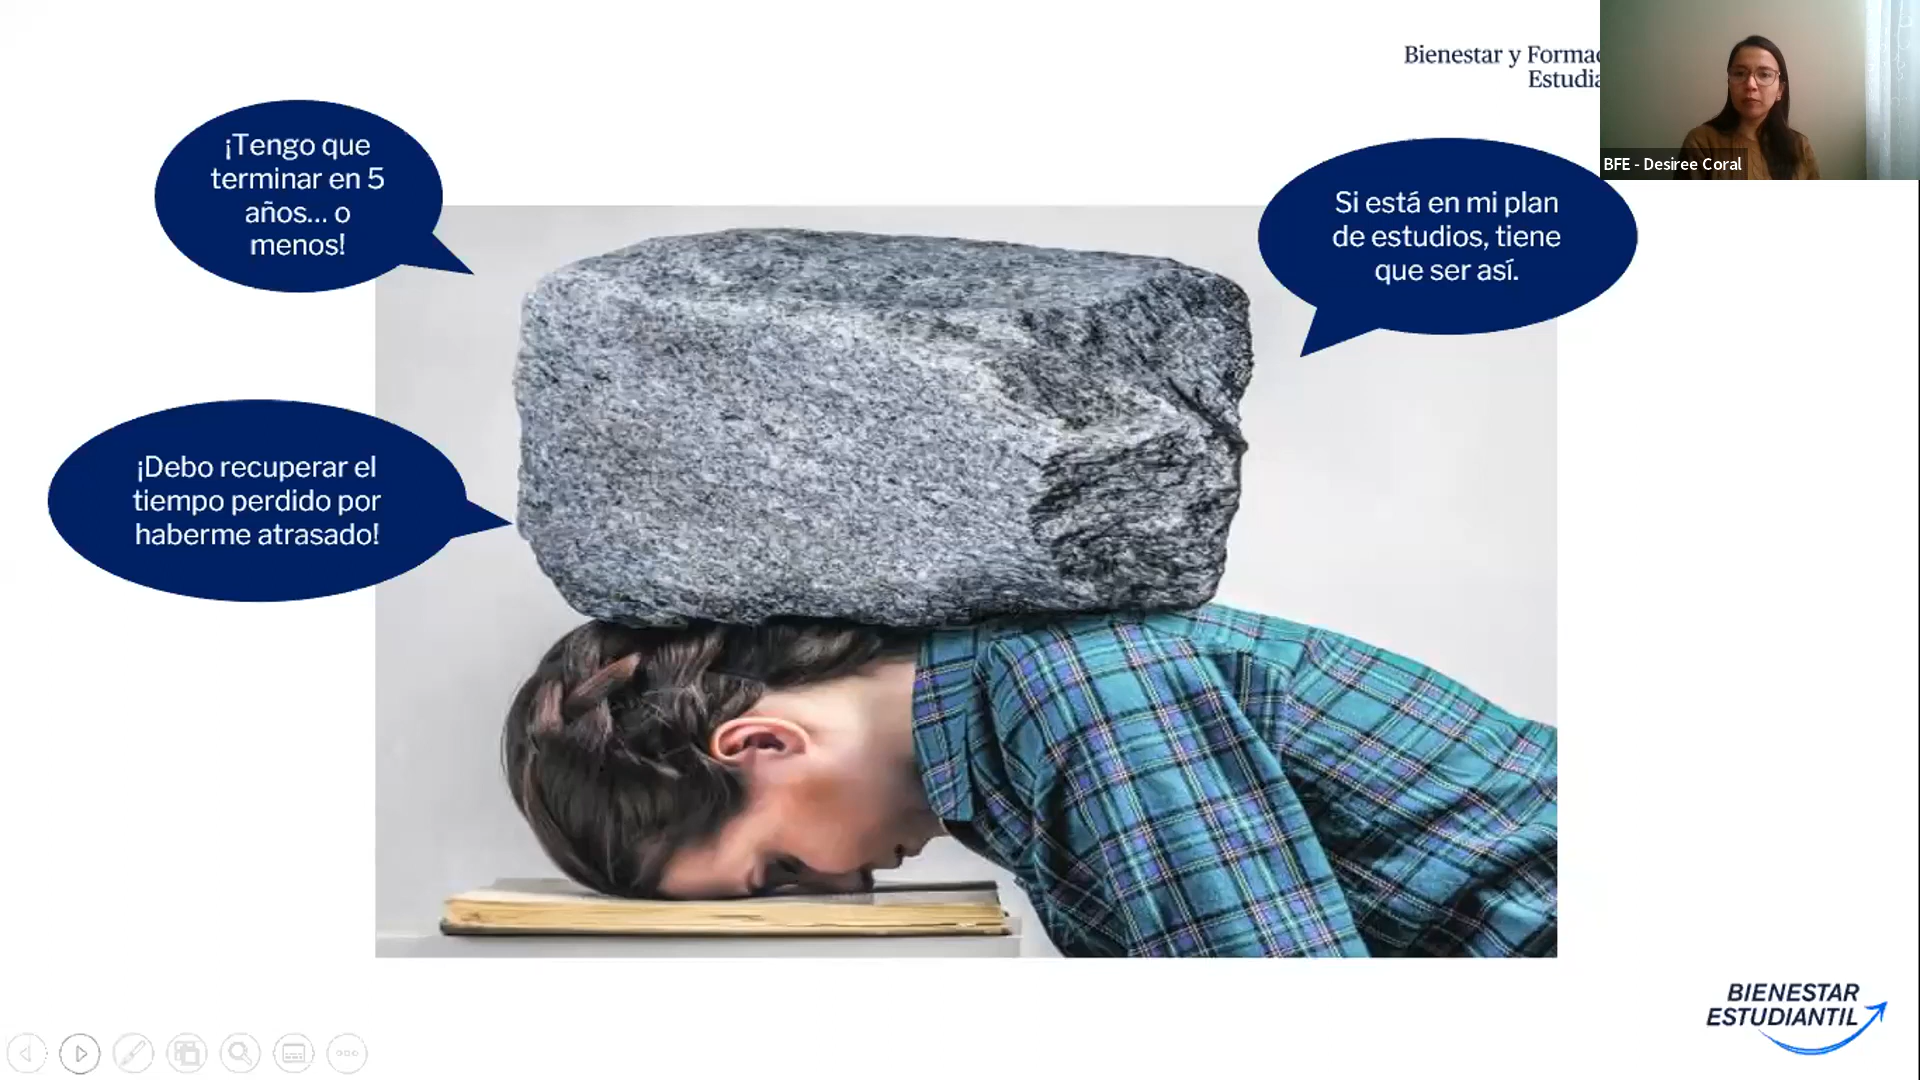 Bienestar y Formac
Estudia
BFE - Desiree Coral
¡Tengo que
terminar en 5
años... o
menos!
Si está en mi plan
de estudios, tiene
que ser así.
¡Debo recuperar el
tiempo perdido por
haberme atrasado!
BIENESTAR
ESTUDIANTIL